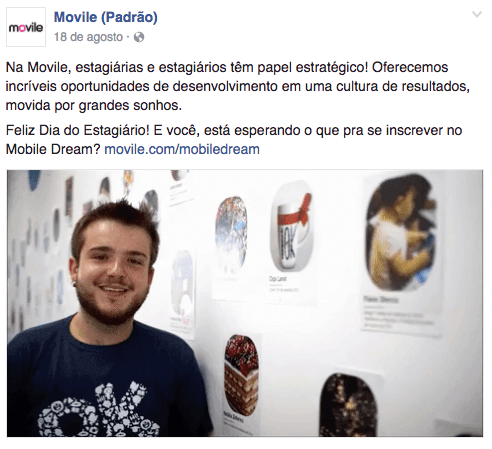 movile
Movile (Padrão)
18 de agosto ·
Na Movile, estagiárias e estagiários têm papel estratégico! Oferecemos
incríveis oportunidades de desenvolvimento em uma cultura de resultados,
movida por grandes sonhos.
Feliz Dia do Estagiário! E você, está esperando o que pra se inscrever no
Mobile Dream? movile.com/mobiledream